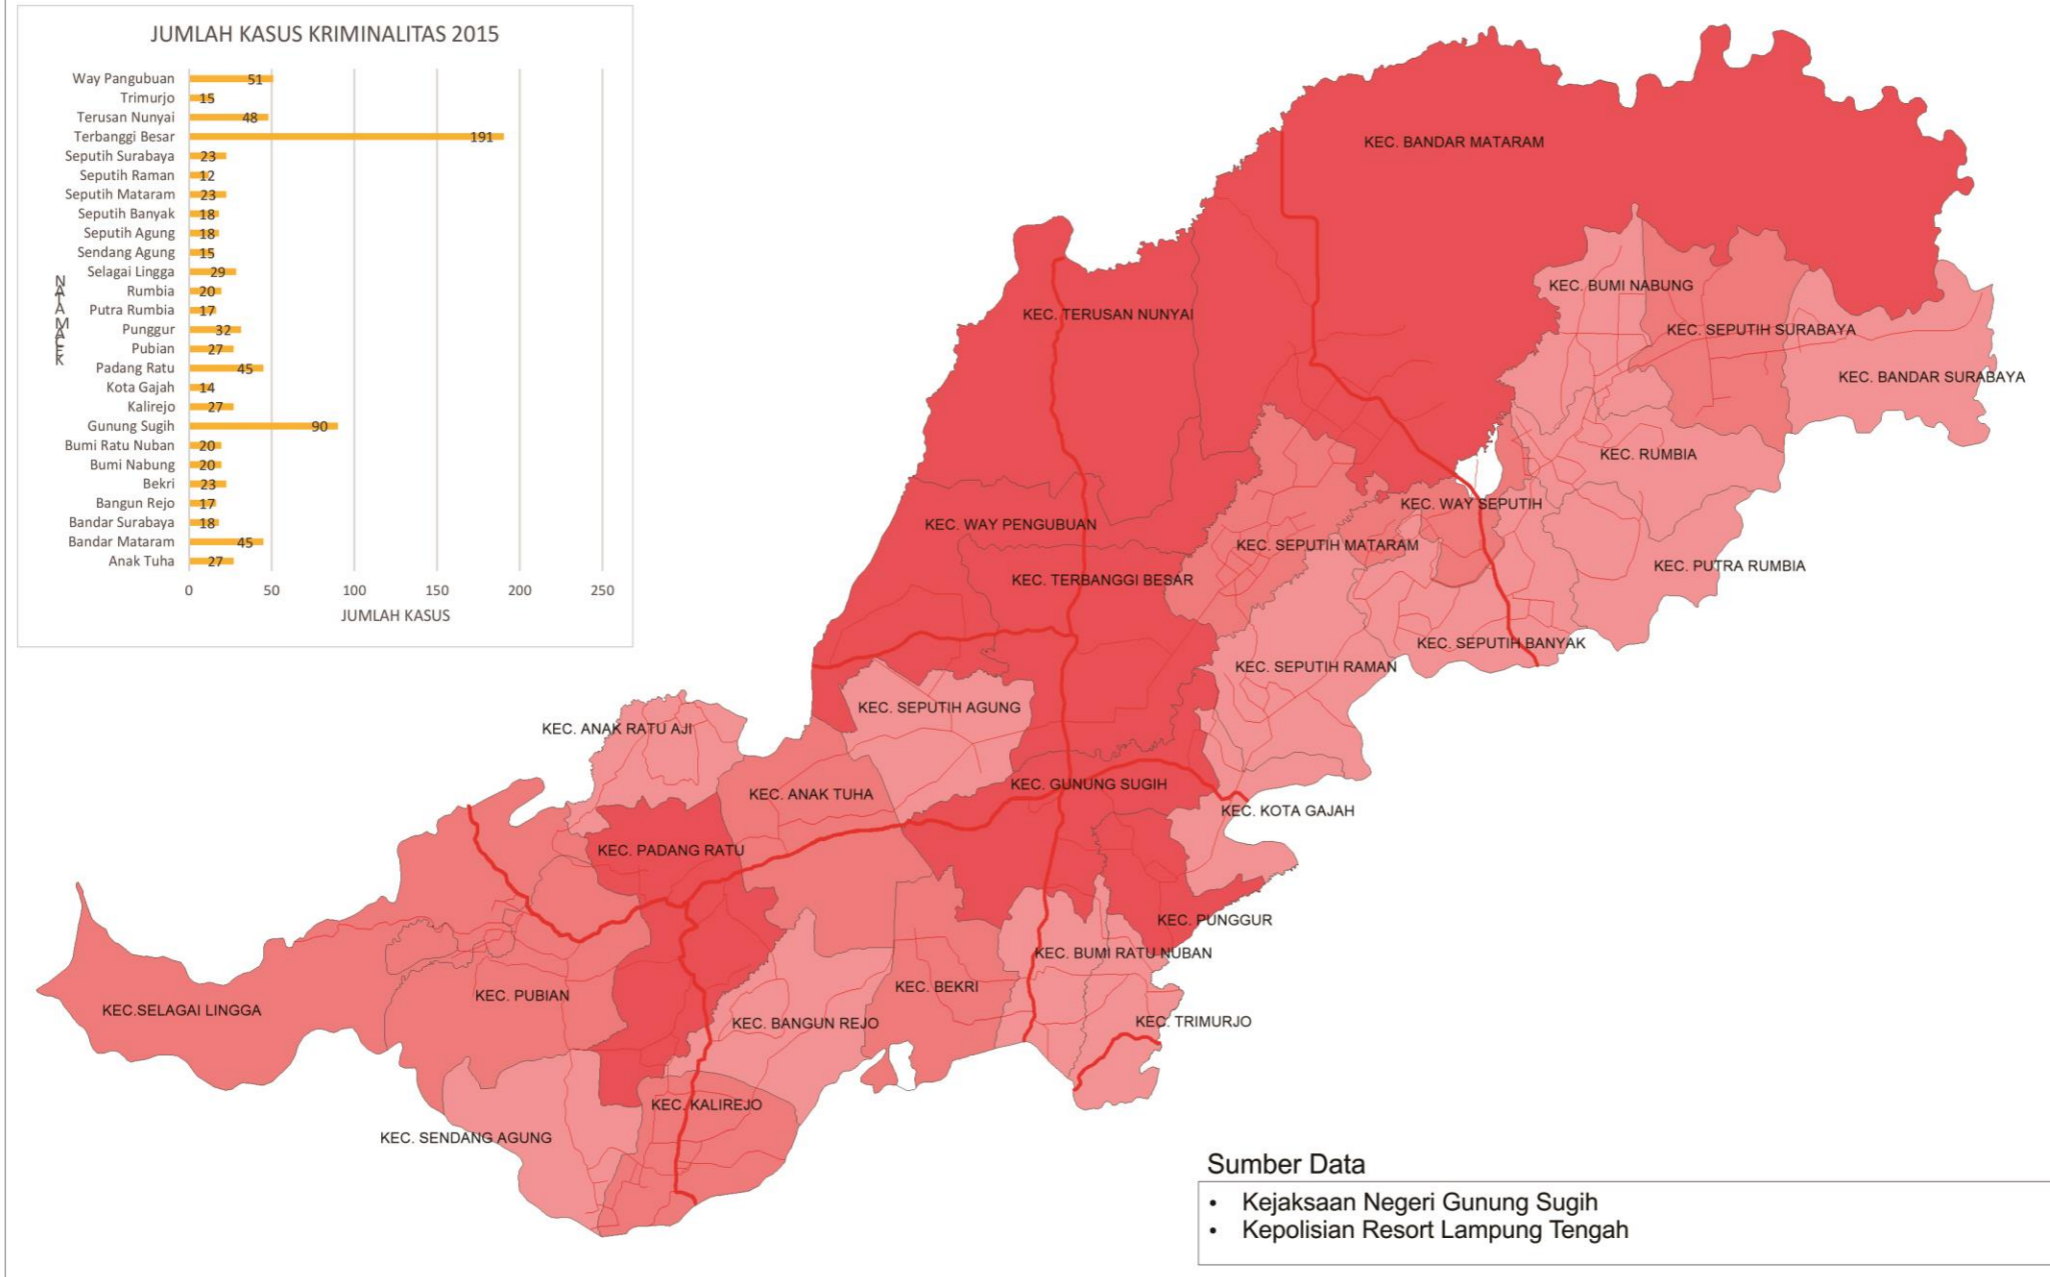 JUMLAH KASUS KRIMINALITAS 2015
Way Pangubuan 51
Trimurjo 15
Terusan Nunyai 48
Terbanggi Besar 191
Seputih Surabaya 23
Seputih Raman 12
Seputih Mataram 23
Seputih Banyak 18
Seputih Agung 18
Sendang Agung 15
Selagai Lingga 29
Rumbia 20
Putra Rumbia 17
Punggur 32
Pubian 27
Padang Ratu 45
Kota Gajah 14
Kalirejo 27
Gunung Sugih 90
Bumi Ratu Nuban 20
Bumi Nabung 20
Bekri 23
Bangun Rejo 17
Bandar Surabaya 18
Bandar Mataram 45
Anak Tuha 27
KECAMATAN
0 50 100 150 200 250
JUMLAH KASUS
KEC. BANDAR MATARAM
KEC. BUMI NABUNG
KEC. TERUSAN NUNYAI
KEC. SEPUTIH SURABAYA
KEC. BANDAR SURABAYA
KEC. RUMBIA
KEC. WAY SEPUTIH
KEC. WAY PENGUBUAN
KEC. SEPUTIH MATARAM
KEC. PUTRA RUMBIA
KEC. TERBANGGI BESAR
KEC. SEPUTIH BANYAK
KEC. SEPUTIH RAMAN
KEC. SEPUTIH AGUNG
KEC. ANAK RATU AJI
KEC. GUNUNG SUGIH
KEC. ANAK TUHA
KEC. KOTA GAJAH
KEC. PADANG RATU
KEC. PUNGGUR
KEC. BUMI RATU NUBAN
KEC. BEKRI
KEC. PUBIAN
KEC.SELAGAI LINGGA
KEC. BANGUN REJO
KEC. TRIMURJO
KEC. KALIREJO
KEC. SENDANG AGUNG
Sumber Data
• Kejaksaan Negeri Gunung Sugih
• Kepolisian Resort Lampung Tengah